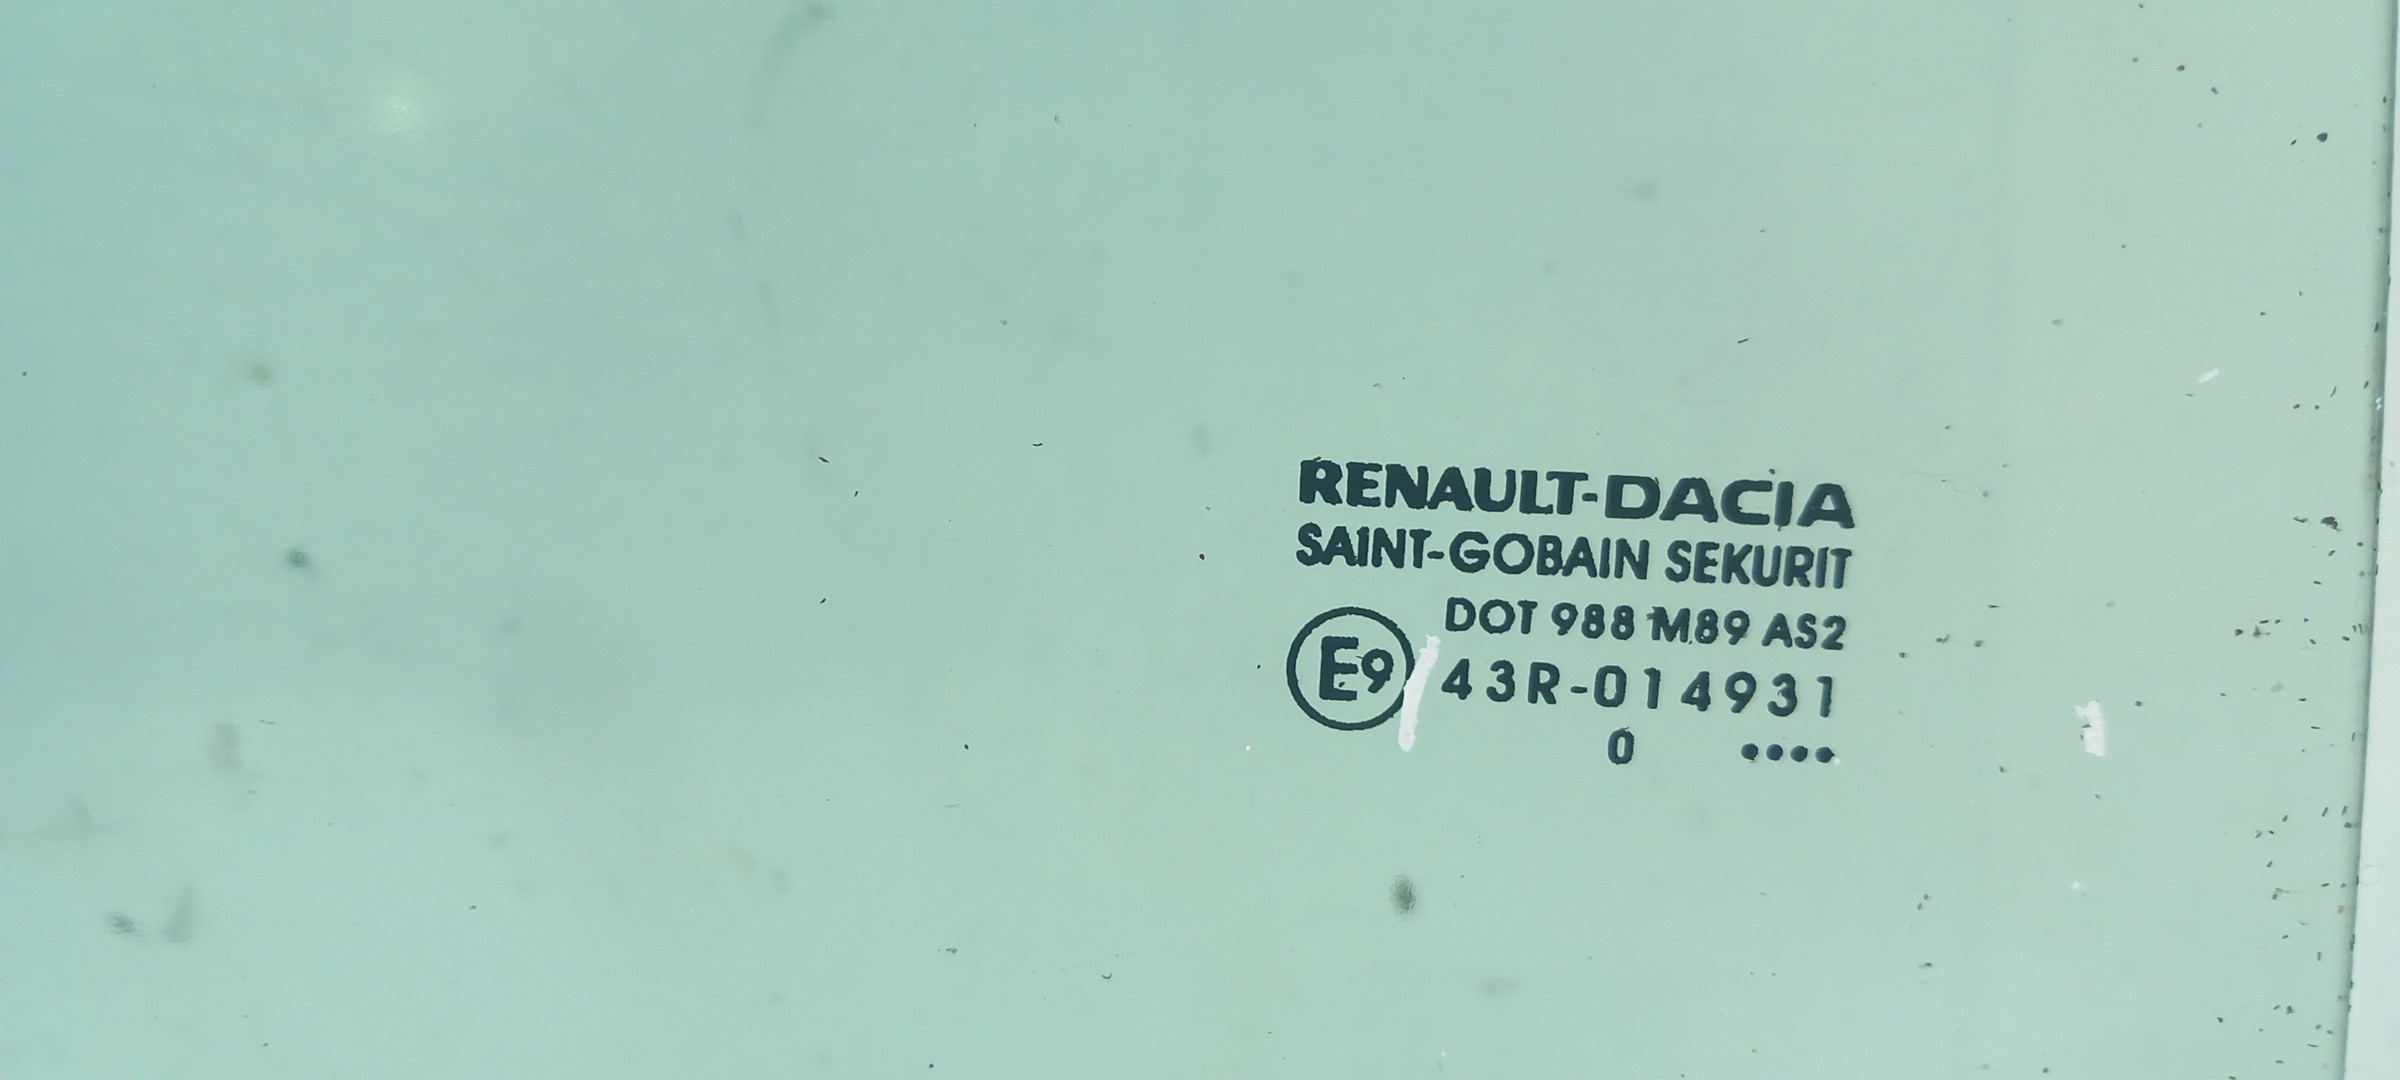 RENAULT-DACIA
SAINT-GOBAIN SEKURIT
DOT 988 M89 AS2
E9 43R-014931
0 ••••